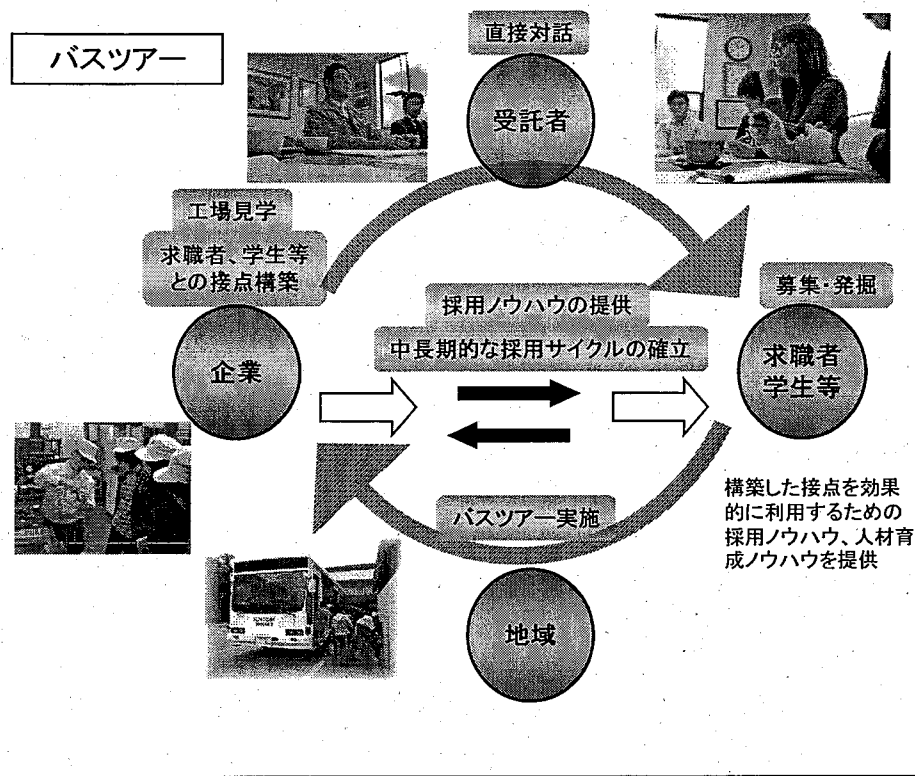 バスツアー
直接対話
受託者
工場見学
求職者、学生等
との接点構築
企業
採用ノウハウの提供
中長期的な採用サイクルの確立
募集・発掘
求職者
学生等
構築した接点を効果
的に利用するための
採用ノウハウ、人材育
成ノウハウを提供
バスツアー実施
地域